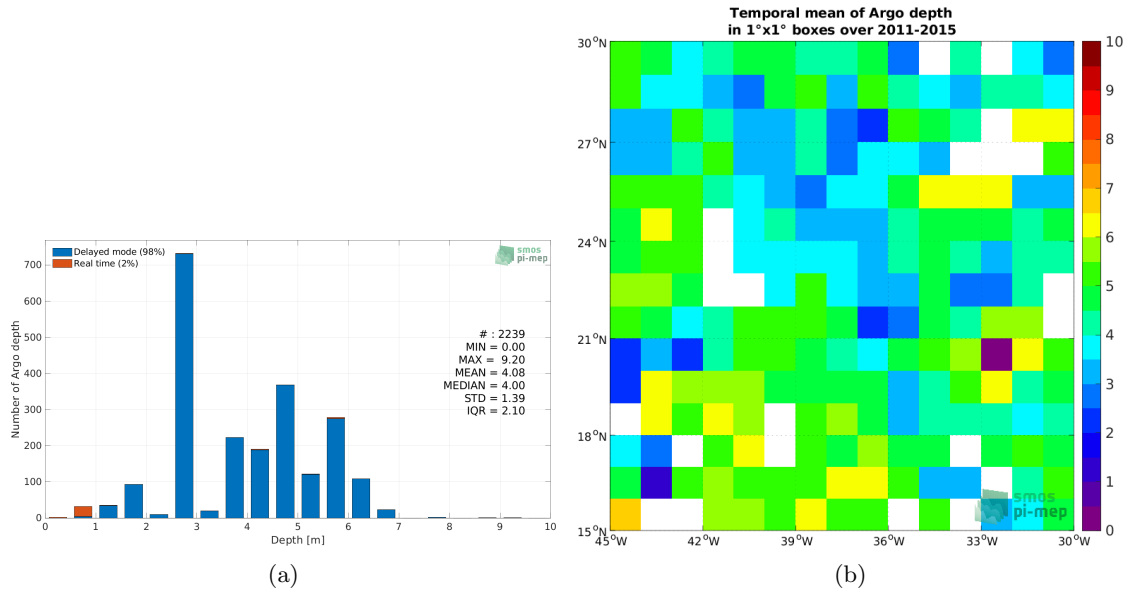 Delayed mode (98%)
Real time (2%)
smos
pi-mep
# : 2239
MIN = 0.00
MAX = 9.20
MEAN = 4.08
MEDIAN = 4.00
STD = 1.39
IQR = 2.10
Number of Argo depth
700
600
500
400
300
200
100
0
0 1 2 3 4 5 6 7 8 9 10
Depth [m]
(a)
Temporal mean of Argo depth
in 1°x1° boxes over 2011-2015
30°N
27°N
24°N
21°N
18°N
15°N
45°W 42°W 39°W 36°W 33°W 30°W
smos
pi-mep
10
9
8
7
6
5
4
3
2
1
0
(b)